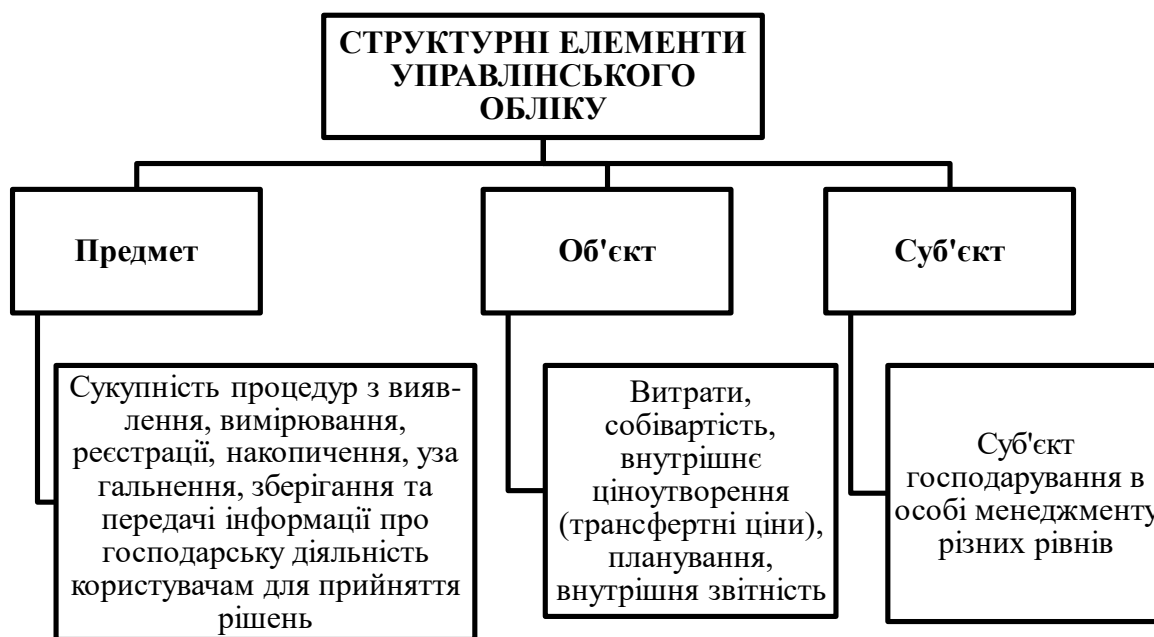 СТРУКТУРНІ ЕЛЕМЕНТИ
УПРАВЛІНСЬКОГО
ОБЛІКУ
Предмет
Об'єкт
Суб'єкт
Сукупність процедур з вияв-
лення, вимірювання,
реєстрації, накопичення, уза
гальнення, зберігання та
передачі інформації про
господарську діяльність
користувачам для прийняття
рішень
Витрати,
собівартість,
внутрішнє
ціноутворення
(трансфертні ціни),
планування,
внутрішня звітність
Суб'єкт
господарування в
особі менеджменту
різних рівнів